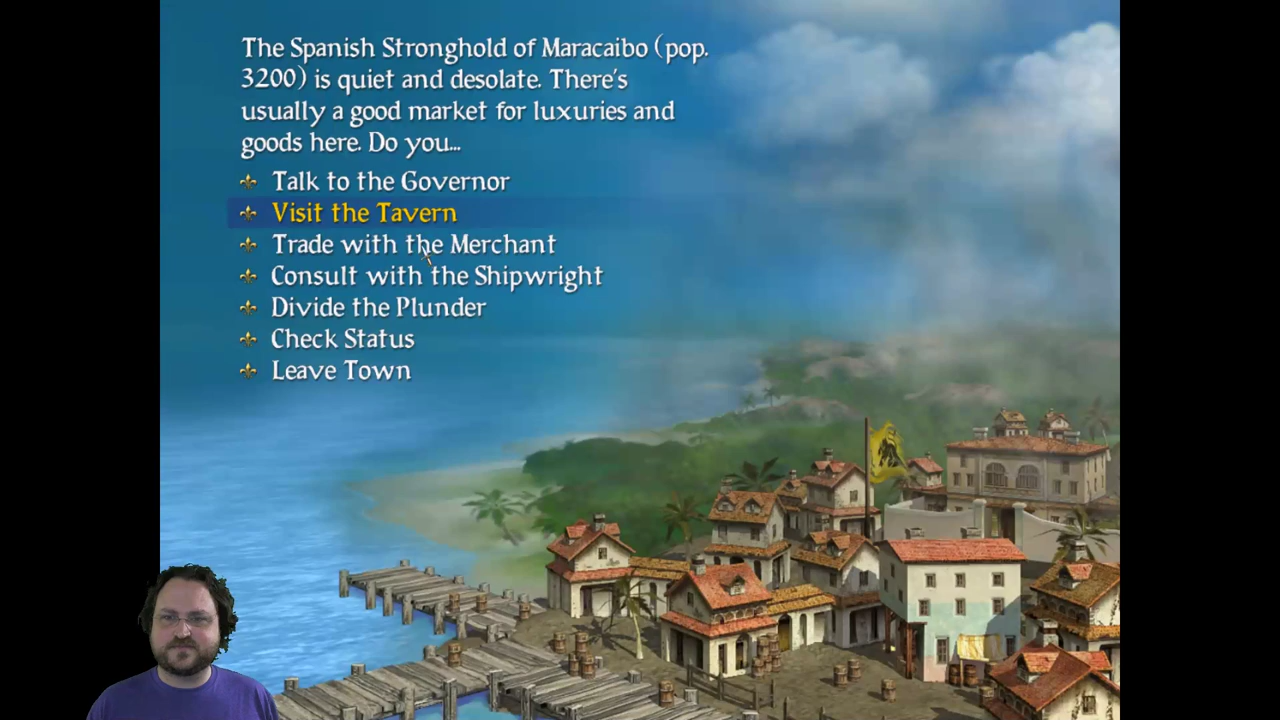 The Spanish Stronghold of Maracaibo (pop.
3200) is quiet and desolate. There's
usually a good market for luxuries and
goods here. Do you...
Talk to the Governor
Visit the Tavern
Trade with the Merchant
Consult with the Shipwright
Divide the Plunder
Check Status
Leave Town